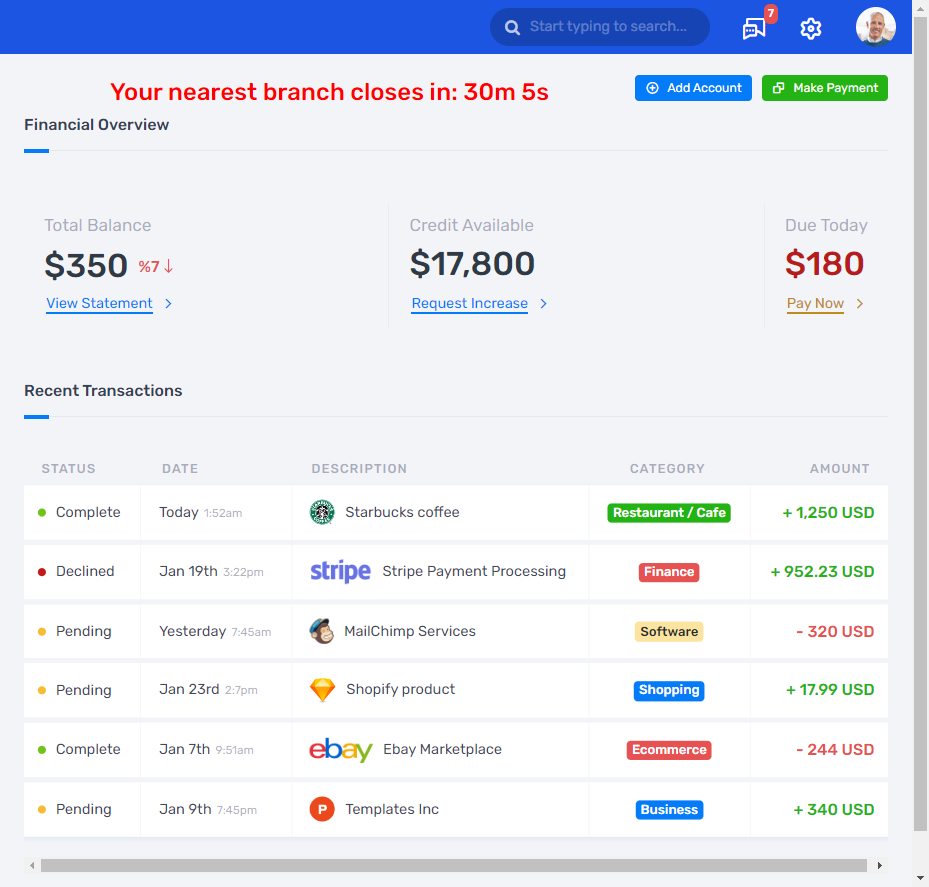 Start typing to search...
7
Your nearest branch closes in: 30m 5s
Add Account
Make Payment
Financial Overview
Total Balance
Credit Available
Due Today
$350 %7
$17,800
$180
View Statement
Request Increase
Pay Now
Recent Transactions
STATUS DATE DESCRIPTION CATEGORY AMOUNT
Complete Today 1:52am Starbucks coffee Restaurant / Cafe + 1,250 USD
Declined Jan 19th 3:22pm stripe Stripe Payment Processing Finance + 952.23 USD
Pending Yesterday 7:45am MailChimp Services Software - 320 USD
Pending Jan 23rd 2:7pm Shopify product Shopping + 17.99 USD
Complete Jan 7th 9:51am ebay Ebay Marketplace Ecommerce - 244 USD
Pending Jan 9th 7:45pm P Templates Inc Business + 340 USD